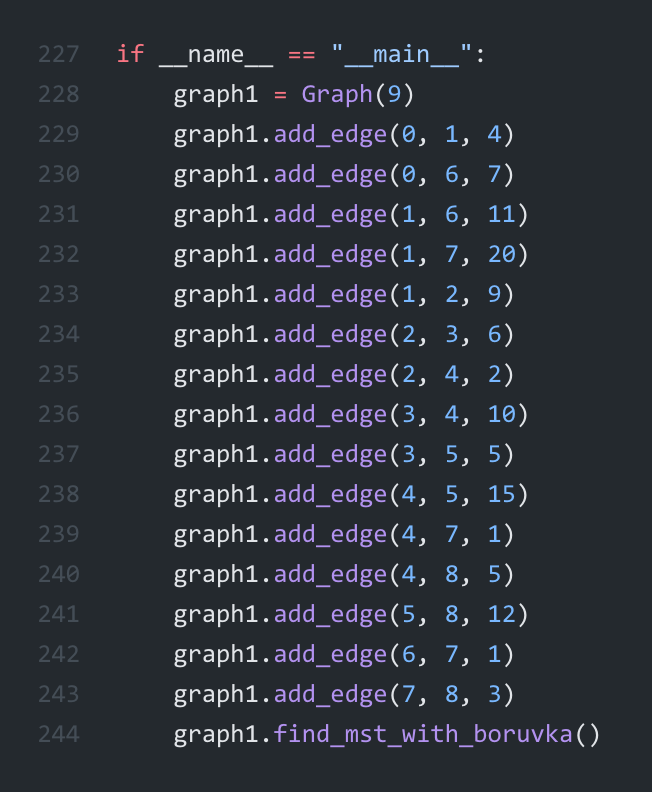 227 if __name__ == "__main__":
228     graph1 = Graph(9)
229     graph1.add_edge(0, 1, 4)
230     graph1.add_edge(0, 6, 7)
231     graph1.add_edge(1, 6, 11)
232     graph1.add_edge(1, 7, 20)
233     graph1.add_edge(1, 2, 9)
234     graph1.add_edge(2, 3, 6)
235     graph1.add_edge(2, 4, 2)
236     graph1.add_edge(3, 4, 10)
237     graph1.add_edge(3, 5, 5)
238     graph1.add_edge(4, 5, 15)
239     graph1.add_edge(4, 7, 1)
240     graph1.add_edge(4, 8, 5)
241     graph1.add_edge(5, 8, 12)
242     graph1.add_edge(6, 7, 1)
243     graph1.add_edge(7, 8, 3)
244     graph1.find_mst_with_boruvka()